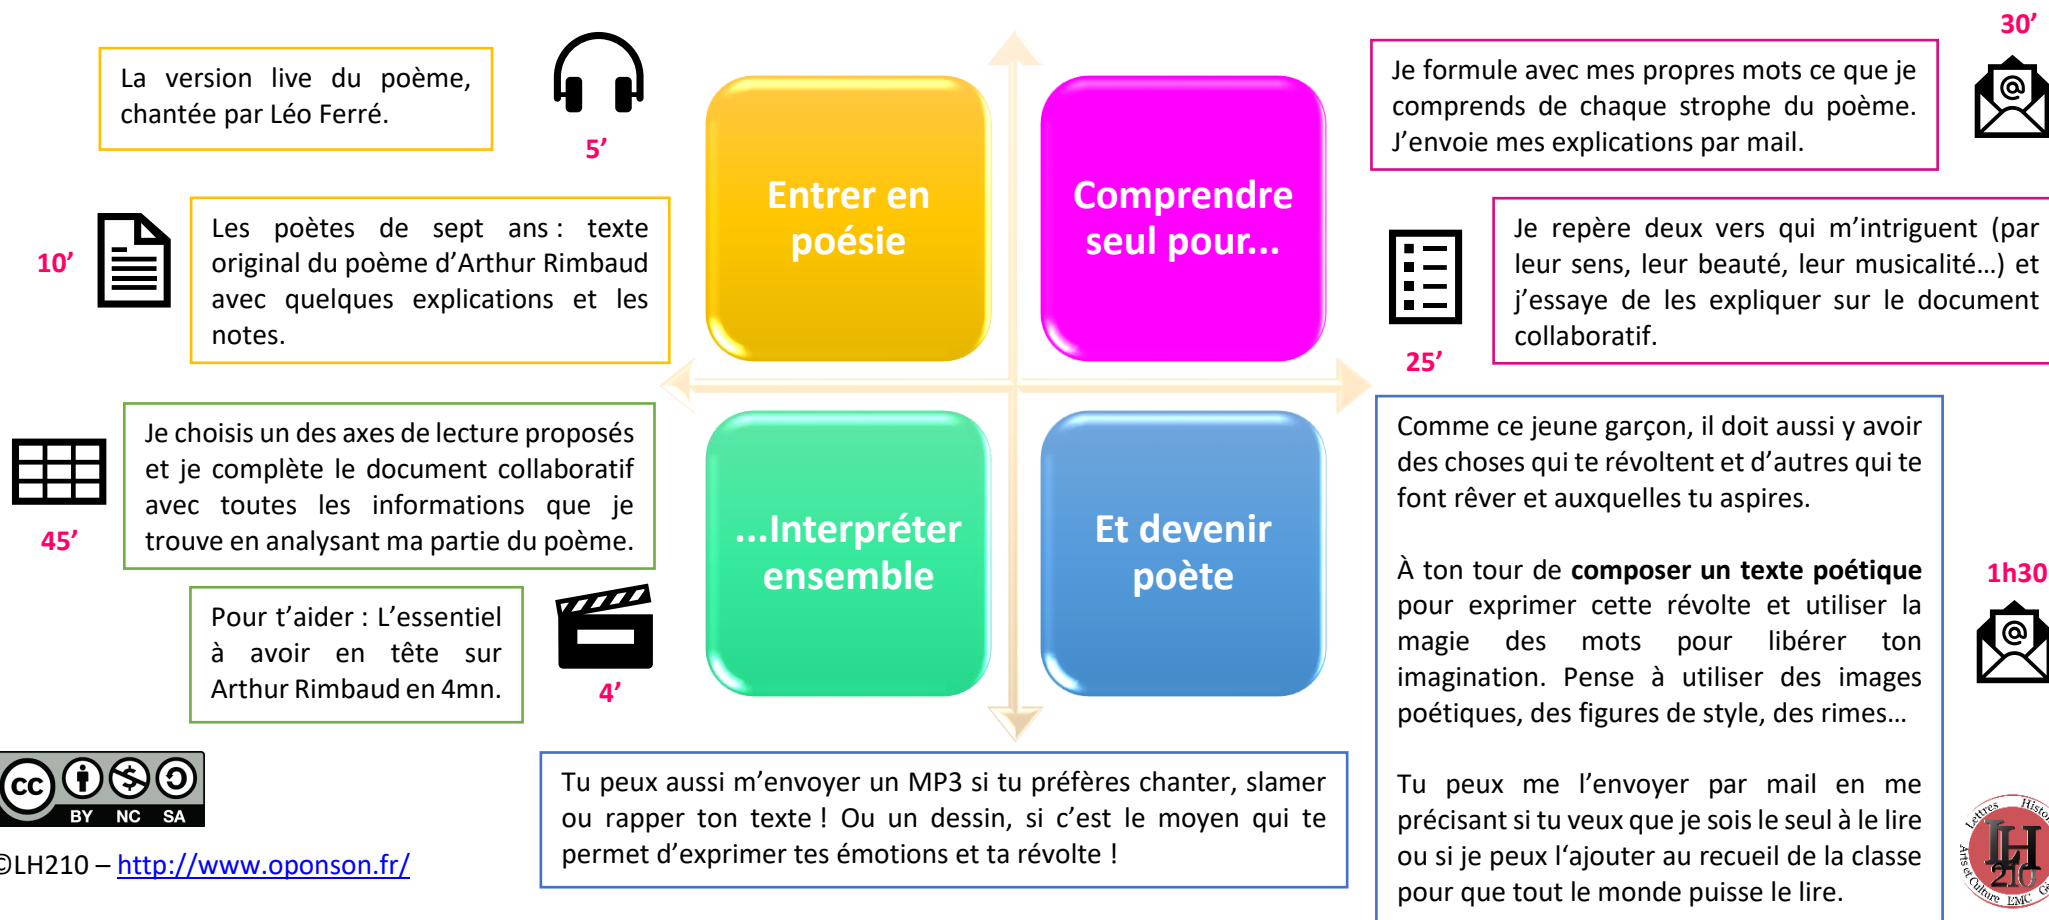 La version live du poème,
chantée par Léo Ferré.
5’
10’
Les poètes de sept ans : texte
original du poème d’Arthur Rimbaud
avec quelques explications et les
notes.
Entrer en
poésie
Comprendre
seul pour...
30’
Je formule avec mes propres mots ce que je
comprends de chaque strophe du poème.
J’envoie mes explications par mail.
Je repère deux vers qui m’intriguent (par
leur sens, leur beauté, leur musicalité…) et
j’essaye de les expliquer sur le document
collaboratif.
25’
Je choisis un des axes de lecture proposés
et je complète le document collaboratif
avec toutes les informations que je
trouve en analysant ma partie du poème.
45’
Pour t’aider : L’essentiel
à avoir en tête sur
Arthur Rimbaud en 4mn.
4’
...Interpréter
ensemble
Et devenir
poète
Comme ce jeune garçon, il doit aussi y avoir
des choses qui te révoltent et d’autres qui te
font rêver et auxquelles tu aspires.
À ton tour de composer un texte poétique
pour exprimer cette révolte et utiliser la
magie des mots pour libérer ton
imagination. Pense à utiliser des images
poétiques, des figures de style, des rimes…
Tu peux me l’envoyer par mail en me
précisant si tu veux que je sois le seul à le lire
ou si je peux l‘ajouter au recueil de la classe
pour que tout le monde puisse le lire.
1h30
Tu peux aussi m’envoyer un MP3 si tu préfères chanter, slamer
ou rapper ton texte ! Ou un dessin, si c’est le moyen qui te
permet d’exprimer tes émotions et ta révolte !
cc
BY NC SA
©LH210 – http://www.oponson.fr/
Lettres
LH
210
Arts et Culture EMC